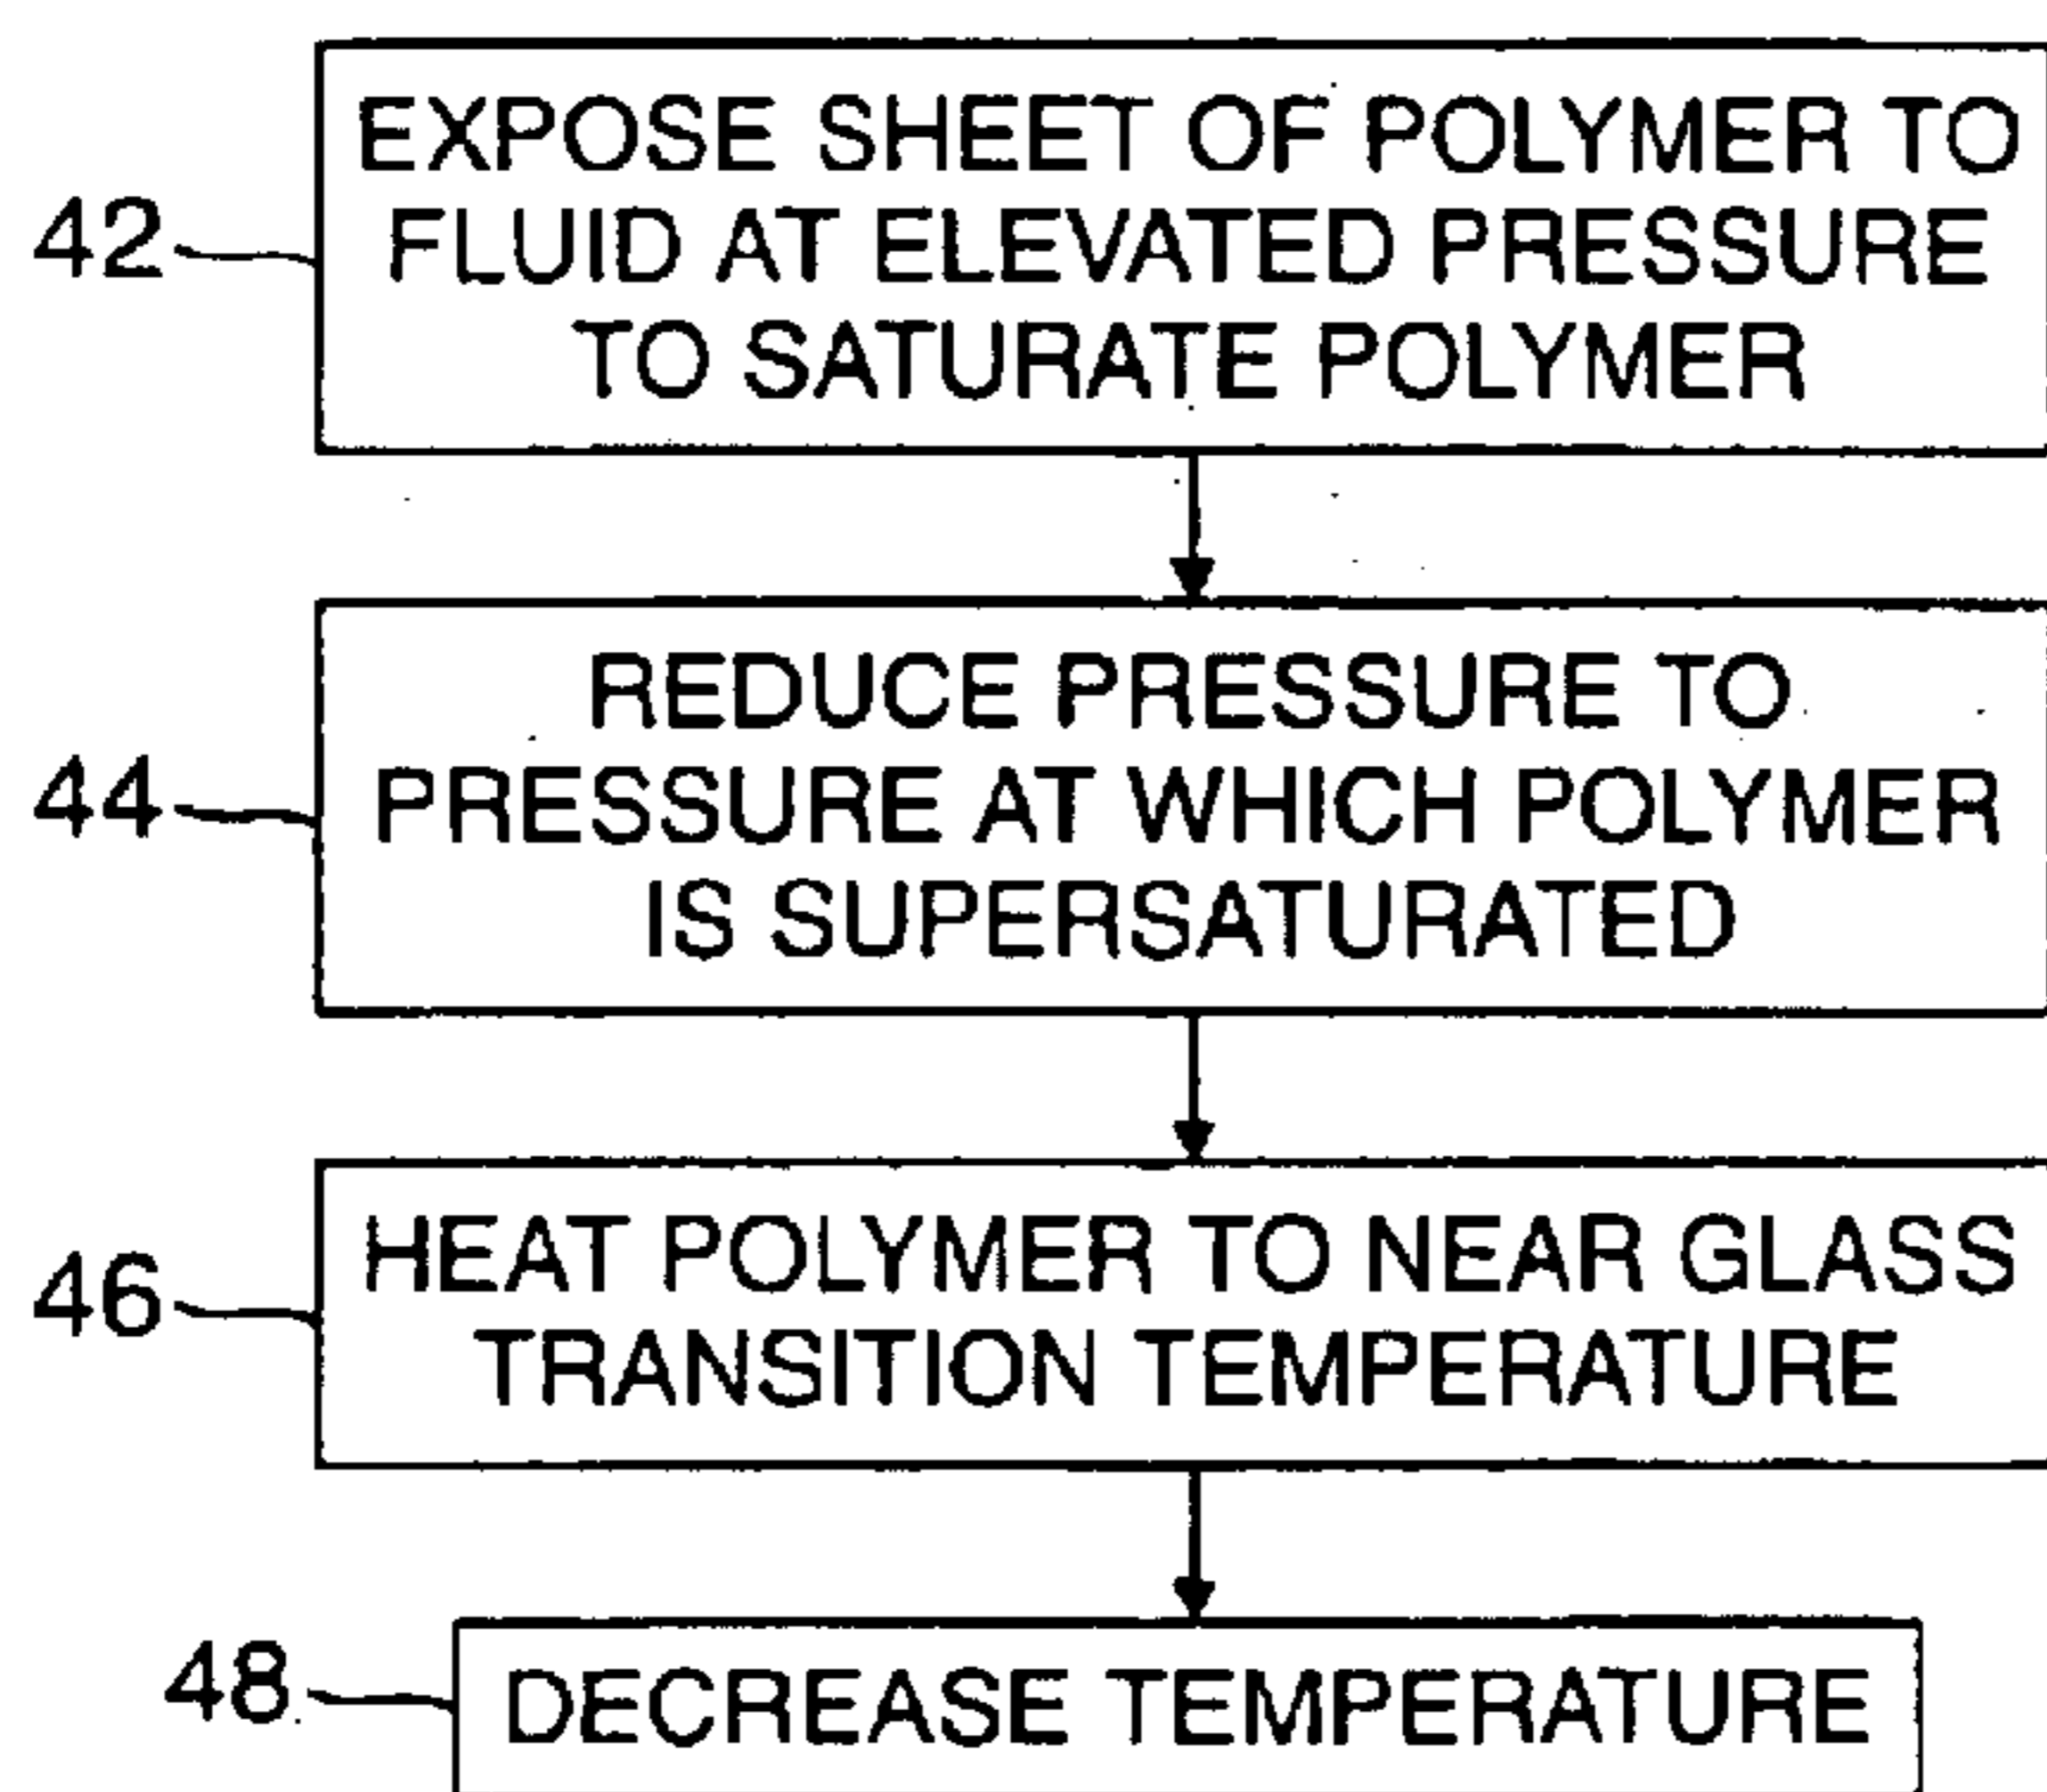 EXPOSE SHEET OF POLYMER TO
42 FLUID AT ELEVATED PRESSURE
TO SATURATE POLYMER
REDUCE PRESSURE TO
44 PRESSURE AT WHICH POLYMER
IS SUPERSATURATED
46 HEAT POLYMER TO NEAR GLASS
TRANSITION TEMPERATURE
48 DECREASE TEMPERATURE